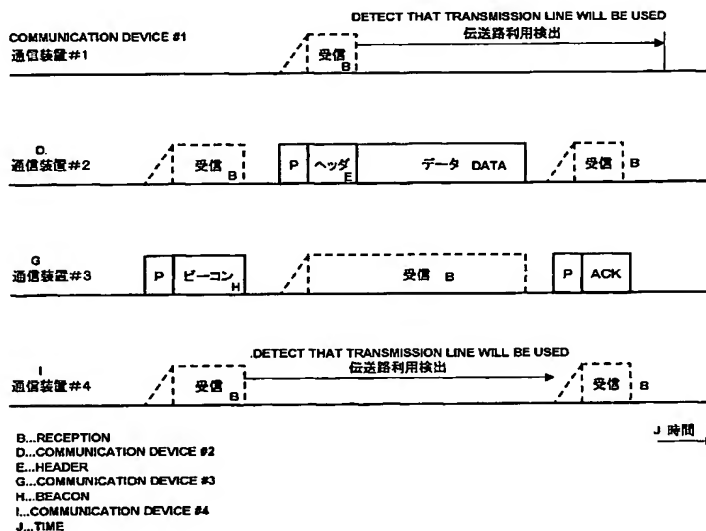 DETECT THAT TRANSMISSION LINE WILL BE USED
伝送路利用検出
COMMUNICATION DEVICE #1
通信装置#1
受信
B
D.
通信装置#2
受信
B
P
ヘッダ
E
データ DATA
受信
B
G
通信装置#3
P
ビーコン
H
受信 B
P
ACK
.DETECT THAT TRANSMISSION LINE WILL BE USED
伝送路利用検出
I
通信装置#4
受信
B
受信
B
J 時間
B...RECEPTION
D...COMMUNICATION DEVICE #2
E...HEADER
G...COMMUNICATION DEVICE #3
H...BEACON
I...COMMUNICATION DEVICE #4
J...TIME